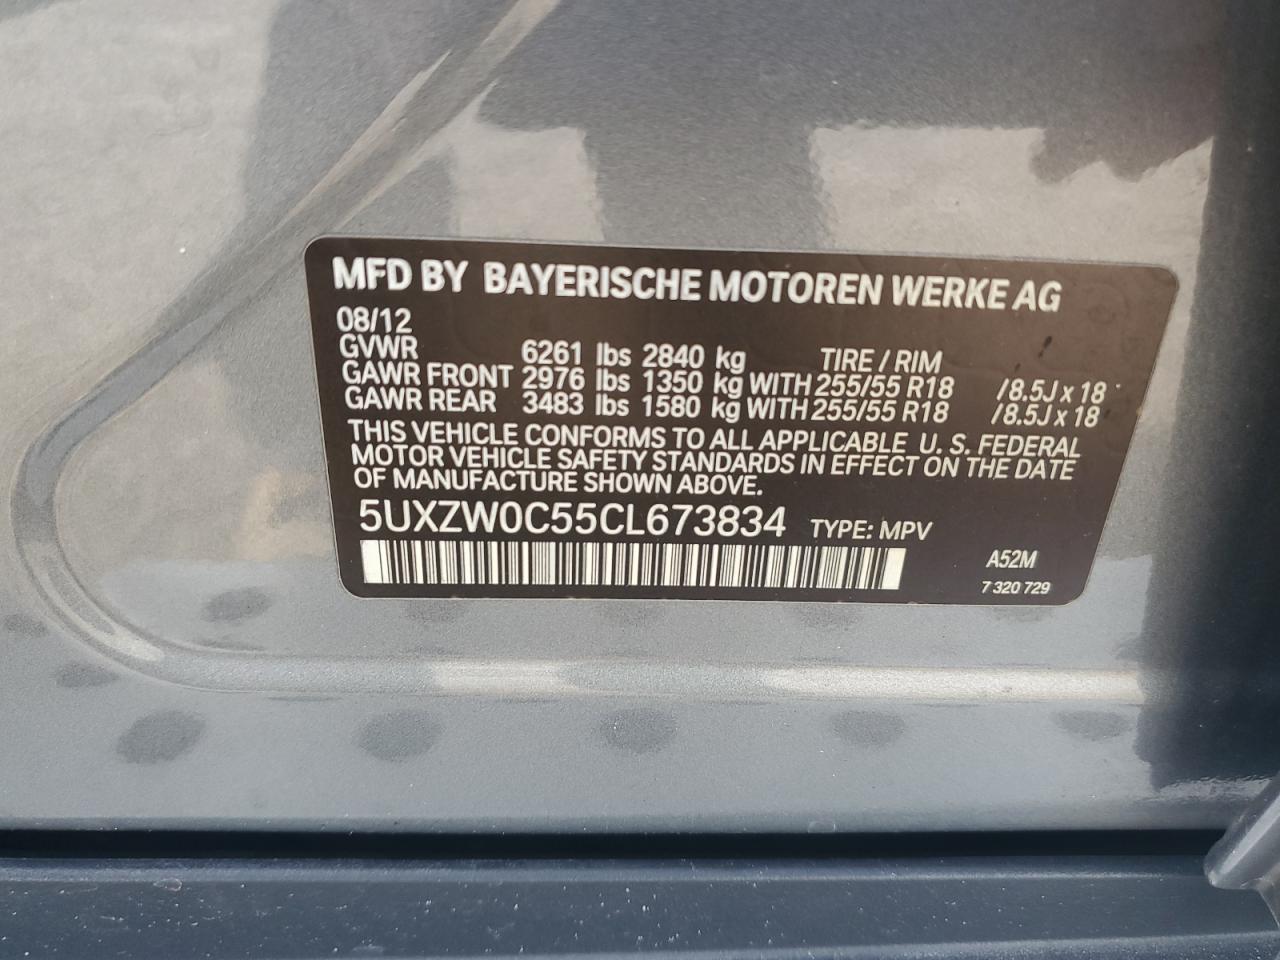 MFD BY BAYERISCHE MOTOREN WERKE AG
08/12
GVWR 6261 lbs 2840 kg TIRE / RIM
GAWR FRONT 2976 lbs 1350 kg WITH 255/55 R18 /8.5J x 18
GAWR REAR 3483 lbs 1580 kg WITH 255/55 R18 /8.5J x 18
THIS VEHICLE CONFORMS TO ALL APPLICABLE U. S. FEDERAL
MOTOR VEHICLE SAFETY STANDARDS IN EFFECT ON THE DATE
OF MANUFACTURE SHOWN ABOVE.
5UXZW0C55CL673834 TYPE: MPV
A52M
7 320 729